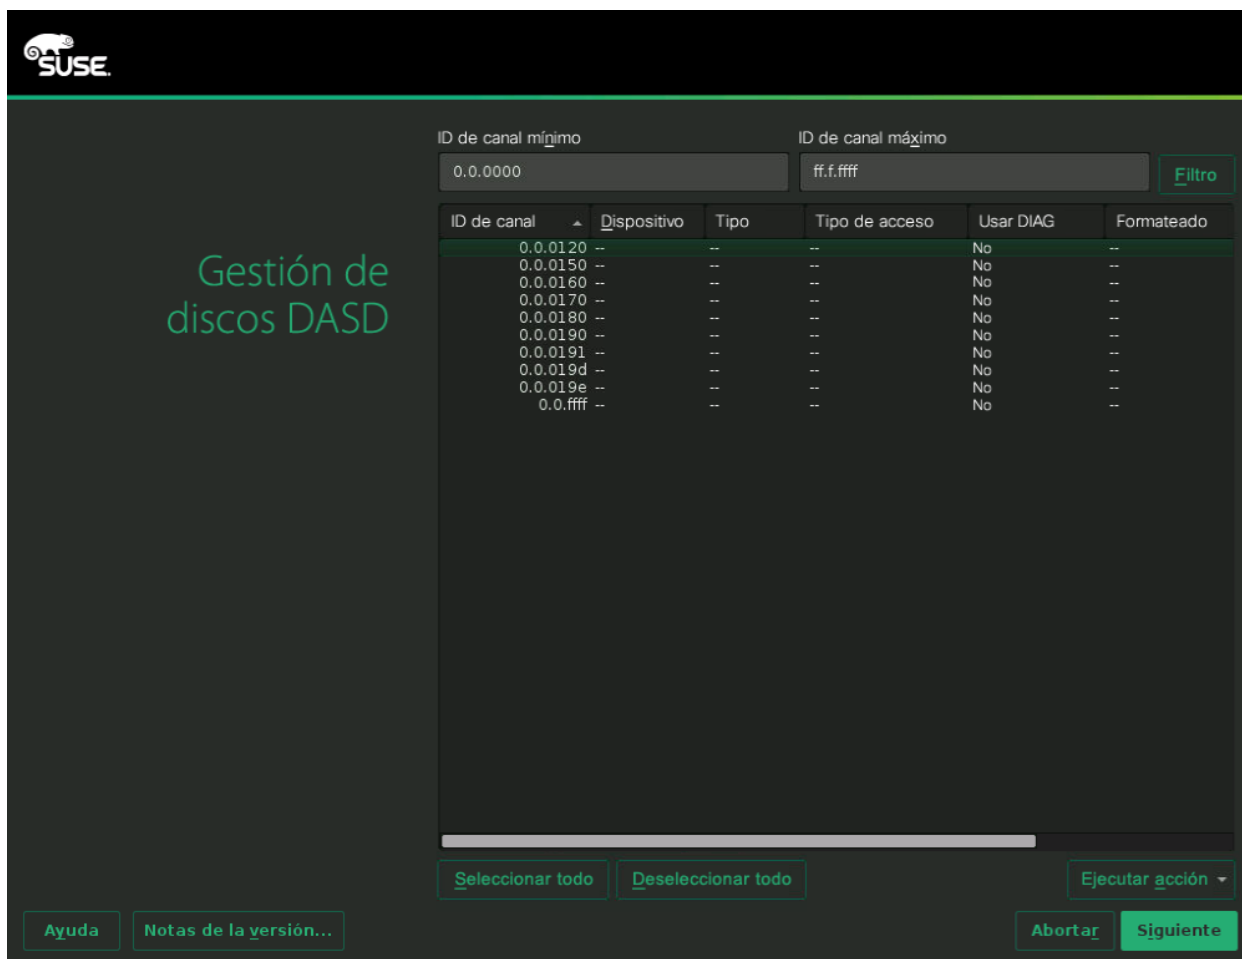 SUSE.
ID de canal mínimo ID de canal máximo
0.0.0000 ff.f.ffff Filtro
Gestión de
discos DASD
ID de canal Dispositivo Tipo Tipo de acceso Usar DIAG Formateado
0.0.0120 -- -- -- No --
0.0.0150 -- -- -- No --
0.0.0160 -- -- -- No --
0.0.0170 -- -- -- No --
0.0.0180 -- -- -- No --
0.0.0190 -- -- -- No --
0.0.0191 -- -- -- No --
0.0.019d -- -- -- No --
0.0.019e -- -- -- No --
0.0.ffff -- -- -- No --
Seleccionar todo Deseleccionar todo Ejecutar acción
Ayuda Notas de la versión... Abortar Siguiente